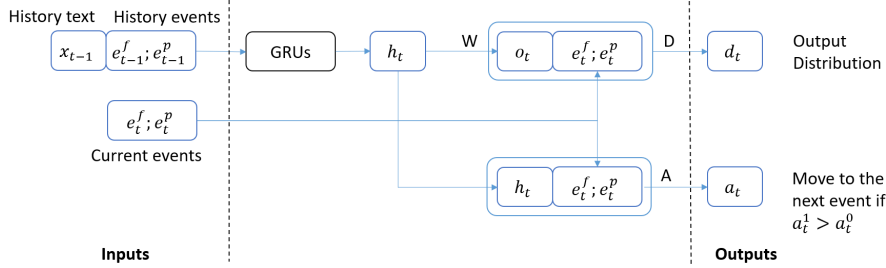 History text History events
x_{t−1} e^f_{t−1}; e^p_{t−1} GRUs h_t W o_t e^f_t; e^p_t D d_t Output
Distribution
e^f_t; e^p_t
Current events
h_t e^f_t; e^p_t A a_t Move to the
next event if
a^1_t > a^0_t
Inputs Outputs